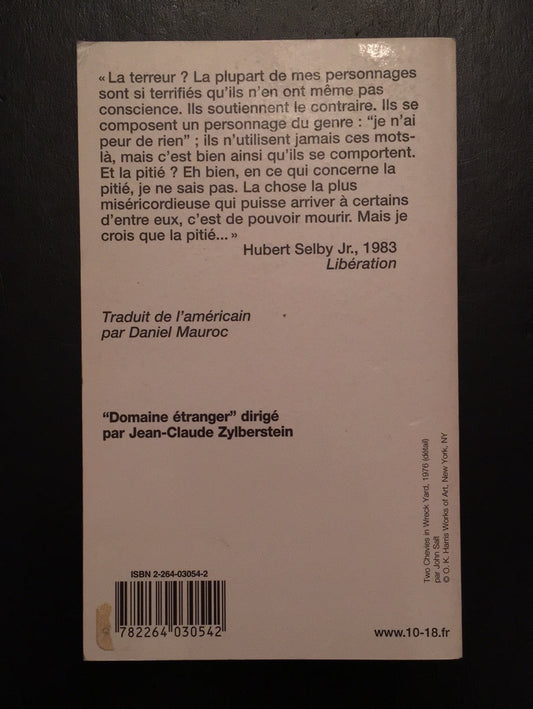 « La terreur ? La plupart de mes personnages
sont si terrifiés qu'ils n'en ont même pas
conscience. Ils soutiennent le contraire. Ils se
composent un personnage du genre : “je n'ai
peur de rien” ; ils n'utilisent jamais ces mots-
là, mais c'est bien ainsi qu'ils se comportent.
Et la pitié ? Eh bien, en ce qui concerne la
pitié, je ne sais pas. La chose la plus
miséricordieuse qui puisse arriver à certains
d'entre eux, c'est de pouvoir mourir. Mais je
crois que la pitié... »
Hubert Selby Jr., 1983
Libération
Traduit de l'américain
par Daniel Mauroc
“Domaine étranger” dirigé
par Jean-Claude Zylberstein
Two Chevies in Wreck Yard, 1976 (détail)
par John Salt
© O. K. Harris Works of Art, New York, NY
ISBN 2-264-03054-2
9 782264 030542
www.10-18.fr